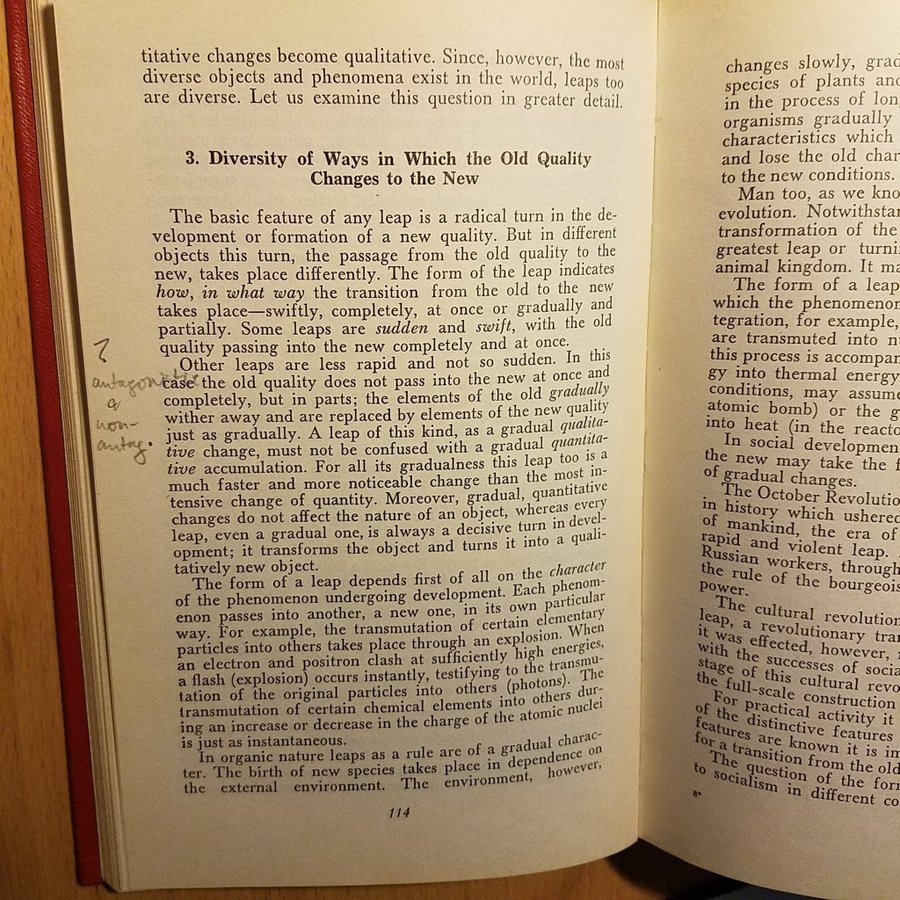 titative changes become qualitative. Since, however, the most
diverse objects and phenomena exist in the world, leaps too
are diverse. Let us examine this question in greater detail.
3. Diversity of Ways in Which the Old Quality
Changes to the New
The basic feature of any leap is a radical turn in the de-
velopment or formation of a new quality. But in different
objects this turn, the passage from the old quality to the
new, takes place differently. The form of the leap indicates
how, in what way the transition from the old to the new
takes place—swiftly, completely, at once or gradually and
partially. Some leaps are sudden and swift, with the old
quality passing into the new completely and at once.
Other leaps are less rapid and not so sudden. In this
case the old quality does not pass into the new at once and
completely, but in parts; the elements of the old gradually
wither away and are replaced by elements of the new quality
just as gradually. A leap of this kind, as a gradual qualita-
tive change, must not be confused with a gradual quantita-
tive accumulation. For all its gradualness this leap too is a
much faster and more noticeable change than the most in-
tensive change of quantity. Moreover, gradual, quantitative
changes do not affect the nature of an object, whereas every
leap, even a gradual one, is always a decisive turn in devel-
opment; it transforms the object and turns it into a quali-
tatively new object.
The form of a leap depends first of all on the character
of the phenomenon undergoing development. Each phenom-
enon passes into another, a new one, in its own particular
way. For example, the transmutation of certain elementary
particles into others takes place through an explosion. When
an electron and positron clash at sufficiently high energies,
a flash (explosion) occurs instantly, testifying to the transmu-
tation of the original particles into others (photons). The
transmutation of certain chemical elements into others dur-
ing an increase or decrease in the charge of the atomic nuclei
is just as instantaneous.
In organic nature leaps as a rule are of a gradual charac-
ter. The birth of new species takes place in dependence on
the external environment. The environment, however,
114
?
non-
antag.
changes slowly,
species of plants
in the process of
organisms gradually
characteristics which
and lose the old
to the new conditions.
Man too, as we
evolution.
transformation of the
greatest leap or
animal kingdom. It
The form of a leap
which the phenomenon
tegration, for example,
are transmuted into
this process is
gy into thermal energy
conditions, may
atomic bomb) or the
into heat (in the
In social
the new may take the
of gradual changes.
The October
in history which ushered
of mankind, the era of
rapid and violent leap.
Russian workers, through
the rule of the
power.
The cultural revolution
leap, a revolutionary
it was effected, however,
with the successes of
stage of this cultural
the full-scale construction
For practical activity it
of the distinctive features
features are known it is
for a transition from the old
The question of the
to socialism in different
8*